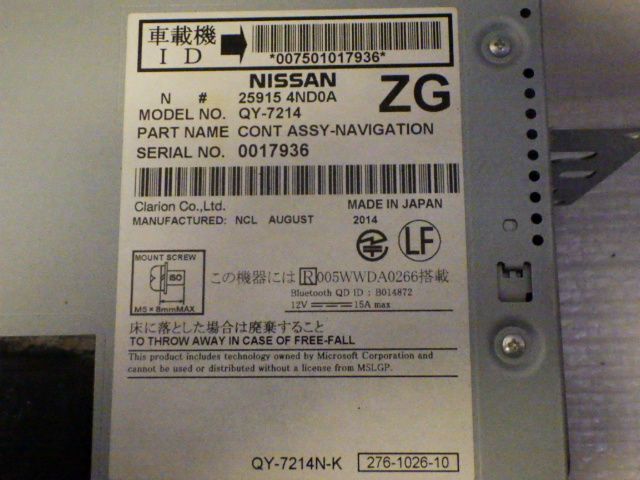 車載機
ID
*007501017936*
NISSAN
N # 25915 4ND0A
ZG
MODEL NO. QY-7214
PART NAME CONT ASSY-NAVIGATION
SERIAL NO. 0017936
Clarion Co.,Ltd. MADE IN JAPAN
MANUFACTURED: NCL AUGUST 2014
LF
MOUNT SCREW
ISO
M5×8mmMAX
この機器には R005WWDA0266搭載
Bluetooth QD ID : B014872
12V 15A max
床に落とした場合は廃棄すること
TO THROW AWAY IN CASE OF FREE-FALL
This product includes technology owned by Microsoft Corporation and
cannot be used or distributed without a license from MSLGP.
QY-7214N-K 276-1026-10